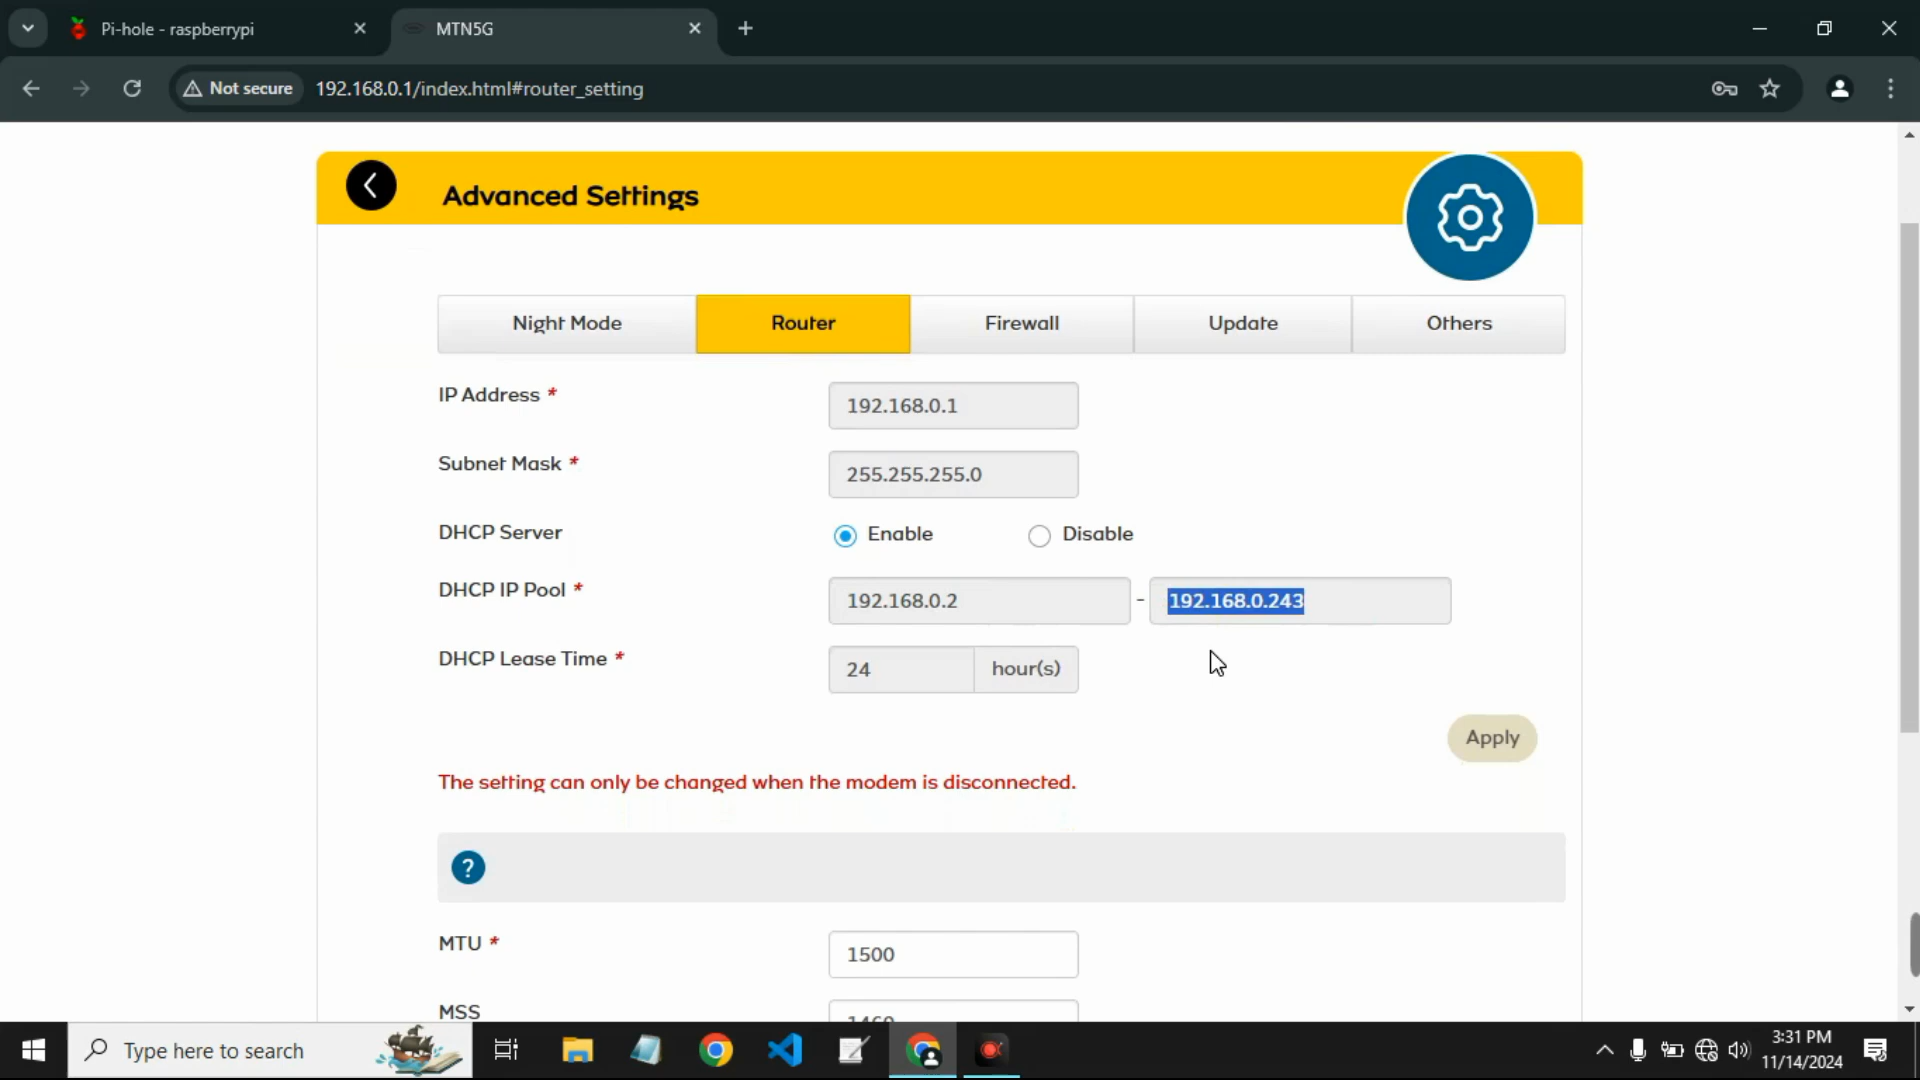 Pi-hole - raspberrypi
MTN5G
Not secure
192.168.0.1/index.html#router_setting
Advanced Settings
Night Mode
Router
Firewall
Update
Others
IP Address *
192.168.0.1
Subnet Mask *
255.255.255.0
DHCP Server
Enable
Disable
DHCP IP Pool *
192.168.0.2
-
192.168.0.243
DHCP Lease Time *
24
hour(s)
Apply
The setting can only be changed when the modem is disconnected.
?
MTU *
1500
MSS
1460
Type here to search
3:31 PM
11/14/2024